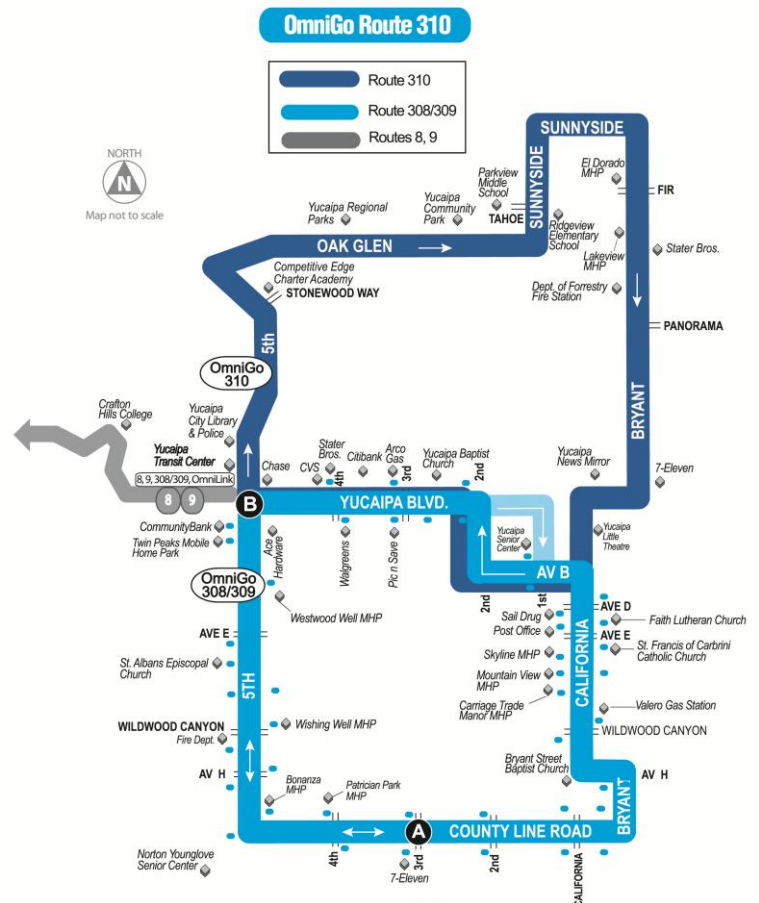 OmniGo Route 310
Route 310
Route 308/309
Routes 8, 9
NORTH
N
Map not to scale
SUNNYSIDE
El Dorado
MHP
FIR
Parkview
Middle
School
TAHOE
SUNNYSIDE
Yucaipa Regional
Parks
Yucaipa
Community
Park
Ridgeview
Elementary
School
Lakeview
MHP
Stater Bros.
OAK GLEN
Competitive Edge
Charter Academy
STONEWOOD WAY
Dept. of Forrestry
Fire Station
PANORAMA
5th
OmniGo
310
BRYANT
Crafton
Hills College
Yucaipa
City Library
& Police
Yucaipa
Transit Center
8, 9, 308/309, OmniLink
8
9
B
Chase
CVS
Stater
Bros.
4th
Citibank
Arco
Gas
3rd
Yucaipa Baptist
Church
2nd
Yucaipa
News Mirror
7-Eleven
YUCAIPA BLVD.
CommunityBank
Twin Peaks Mobile
Home Park
Ace
Hardware
Walgreens
Pic n Save
Yucaipa
Senior
Center
Yucaipa
Little
Theatre
AV B
OmniGo
308/309
Westwood Well MHP
2nd
1st
AVE D
Sail Drug
Faith Lutheran Church
Post Office
AVE E
AVE E
St. Francis of Carbrini
Catholic Church
Skyline MHP
St. Albans Episcopal
Church
5TH
Mountain View
MHP
CALIFORNIA
Carriage Trade
Manor MHP
Valero Gas Station
WILDWOOD CANYON
Fire Dept.
Wishing Well MHP
WILDWOOD CANYON
AV H
Bonanza
MHP
Patrician Park
MHP
Bryant Street
Baptist Church
AV H
BRYANT
A
COUNTY LINE ROAD
4th
3rd
2nd
CALIFORNIA
Norton Younglove
Senior Center
7-Eleven